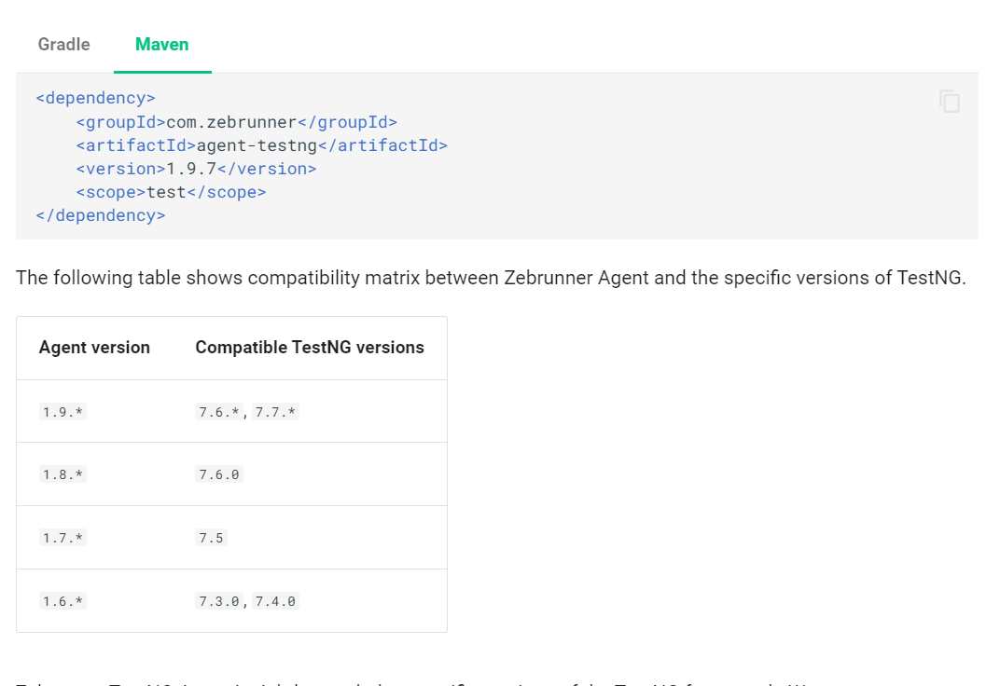 Gradle Maven
<dependency>
    <groupId>com.zebrunner</groupId>
    <artifactId>agent-testng</artifactId>
    <version>1.9.7</version>
    <scope>test</scope>
</dependency>
The following table shows compatibility matrix between Zebrunner Agent and the specific versions of TestNG.
Agent version Compatible TestNG versions
1.9.* 7.6.*, 7.7.*
1.8.* 7.6.0
1.7.* 7.5
1.6.* 7.3.0, 7.4.0